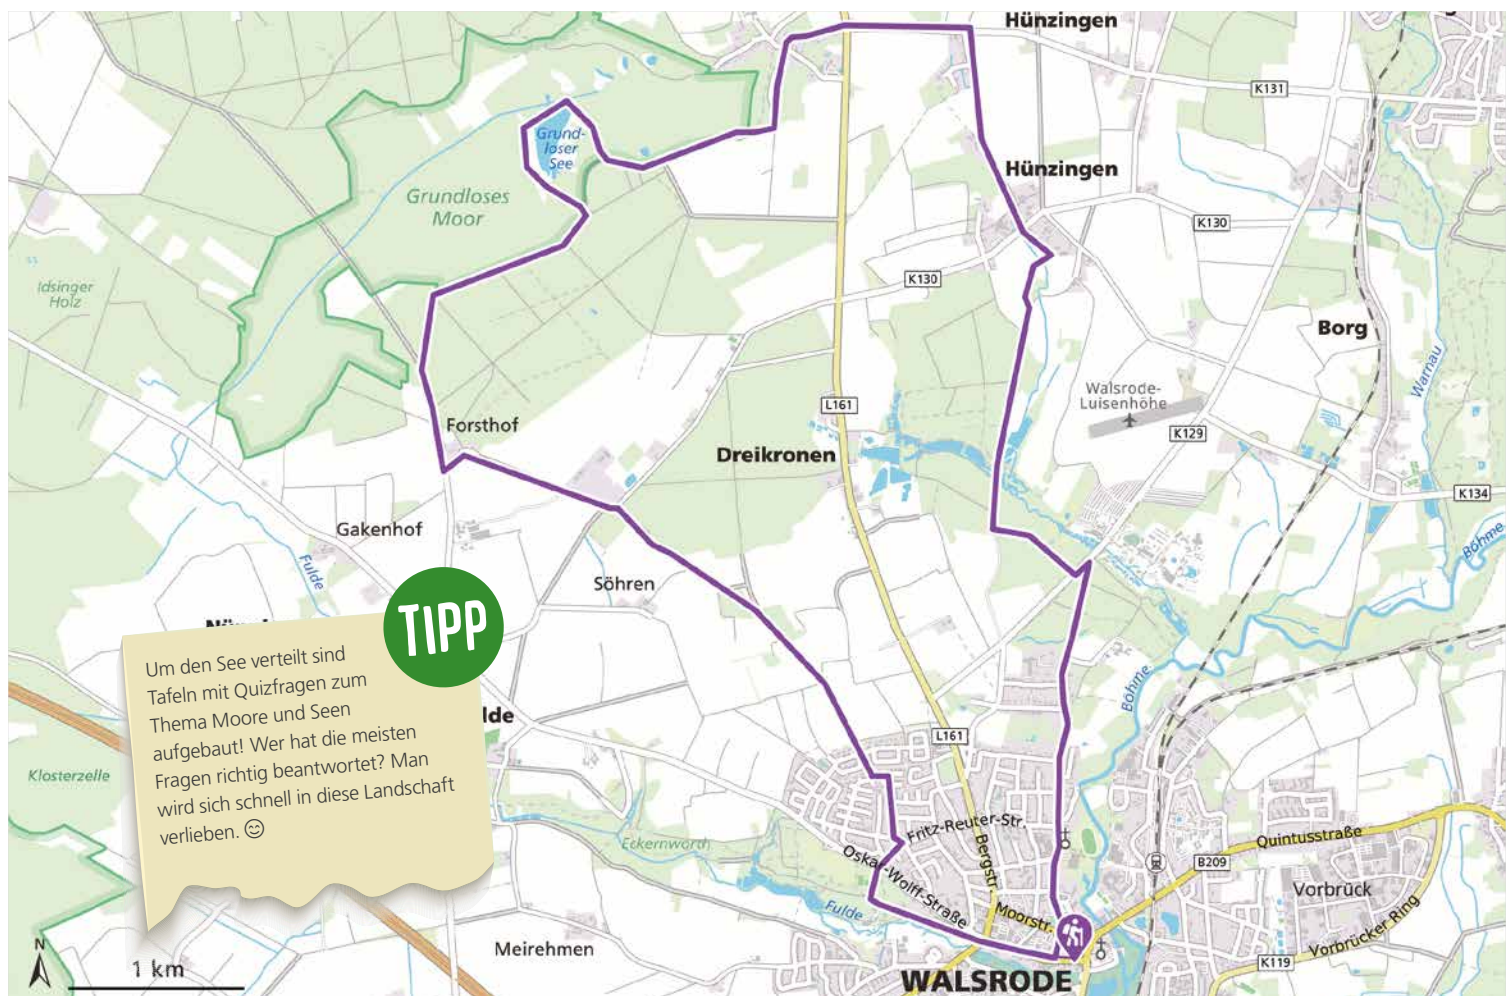 Hünzingen
K131
Grund-
loser
See
Hünzingen
Grundloses
Moor
K130
K130
Idsinger
Holz
Borg
Warnau
Walsrode-
Luisenhöhe
L161
K129
Forsthof
Dreikronen
K134
Gakenhof
Böhme
Fulde
Söhren
TIPP
Um den See verteilt sind
Tafeln mit Quizfragen zum
Thema Moore und Seen
aufgebaut! Wer hat die meisten
Fragen richtig beantwortet? Man
wird sich schnell in diese Landschaft
verlieben. ☺
lde
Böhme
L161
Klosterzelle
Fritz-Reuter-Str.
Bergstr.
Quintusstraße
Eckernworth
Oskar-Wolff-Straße
B209
Vorbrück
Fulde
Moorstr.
Vorbrücker Ring
Meirehmen
K119
N
1 km
WALSRODE